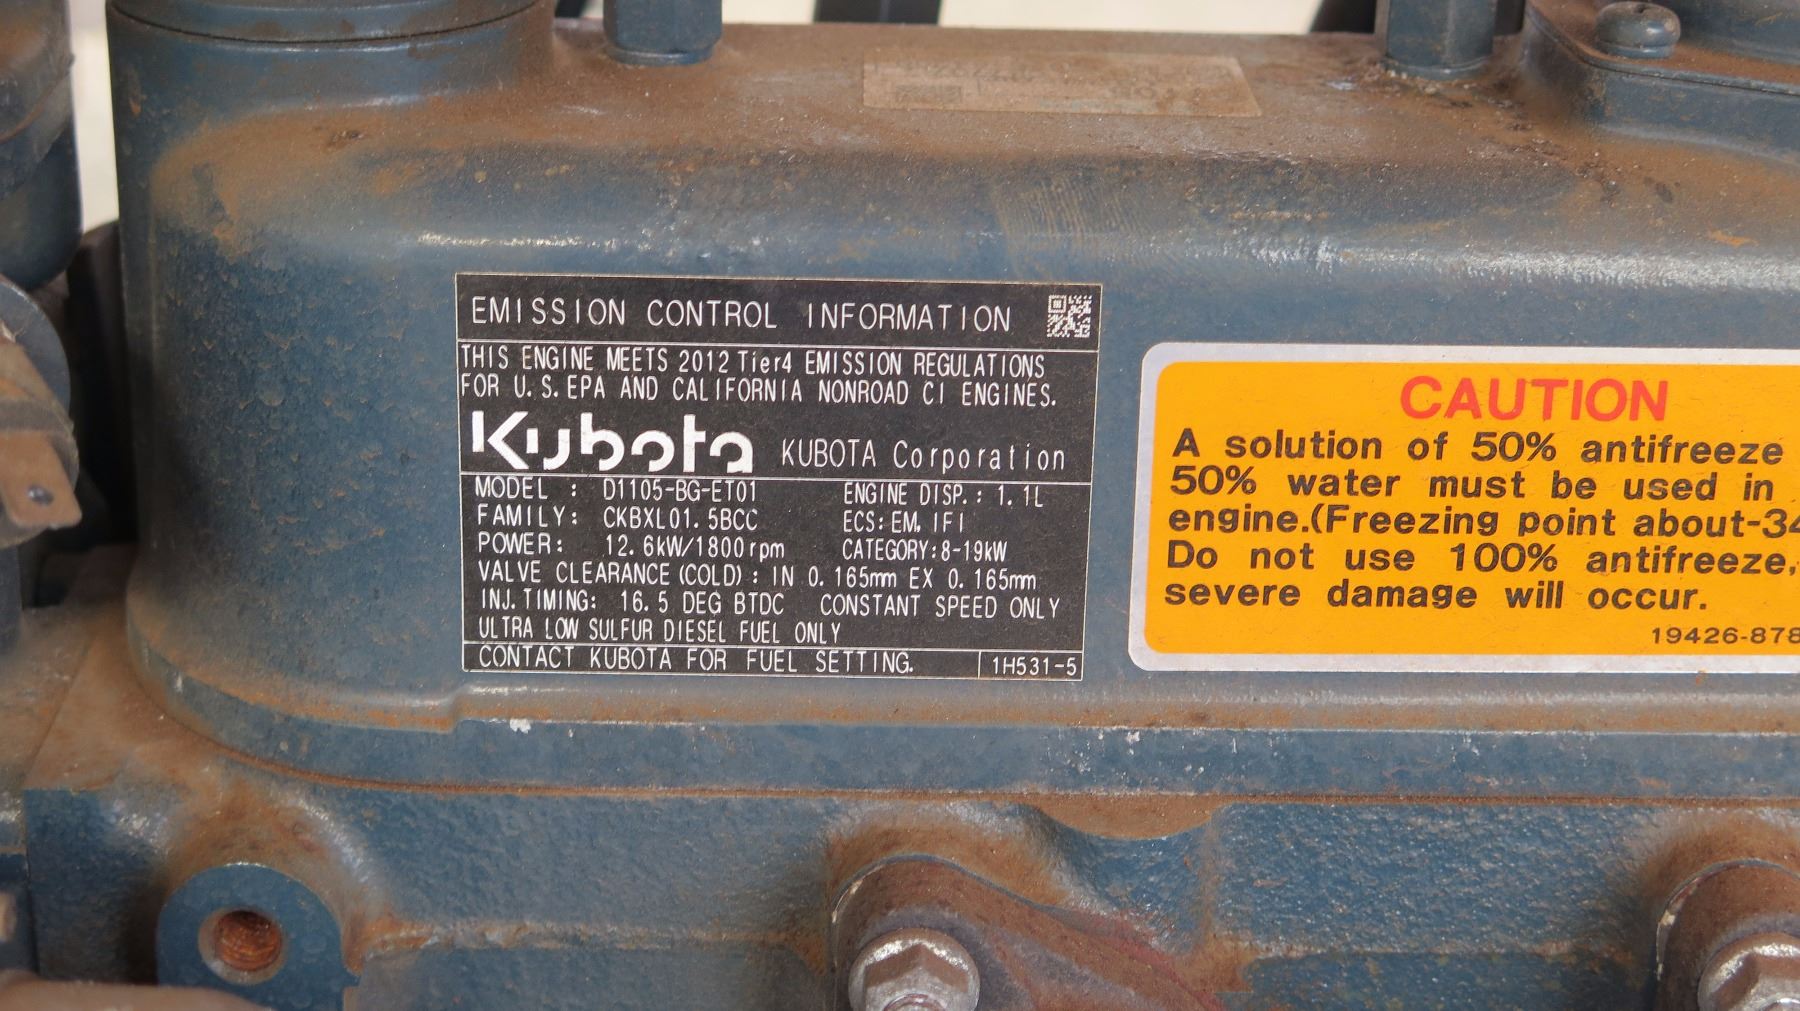 EMISSION CONTROL INFORMATION
THIS ENGINE MEETS 2012 Tier4 EMISSION REGULATIONS
FOR U.S.EPA AND CALIFORNIA NONROAD CI ENGINES.
Kubota KUBOTA Corporation
MODEL : D1105-BG-ET01 ENGINE DISP.: 1.1L
FAMILY: CKBXL01.5BCC ECS: EM, IFI
POWER: 12.6kW/1800rpm CATEGORY:8-19kW
VALVE CLEARANCE (COLD) : IN 0.165mm EX 0.165mm
INJ.TIMING: 16.5 DEG BTDC CONSTANT SPEED ONLY
ULTRA LOW SULFUR DIESEL FUEL ONLY
CONTACT KUBOTA FOR FUEL SETTING. 1H531-5
CAUTION
A solution of 50% antifreeze
50% water must be used in
engine.(Freezing point about-34
Do not use 100% antifreeze,
severe damage will occur.
19426-878